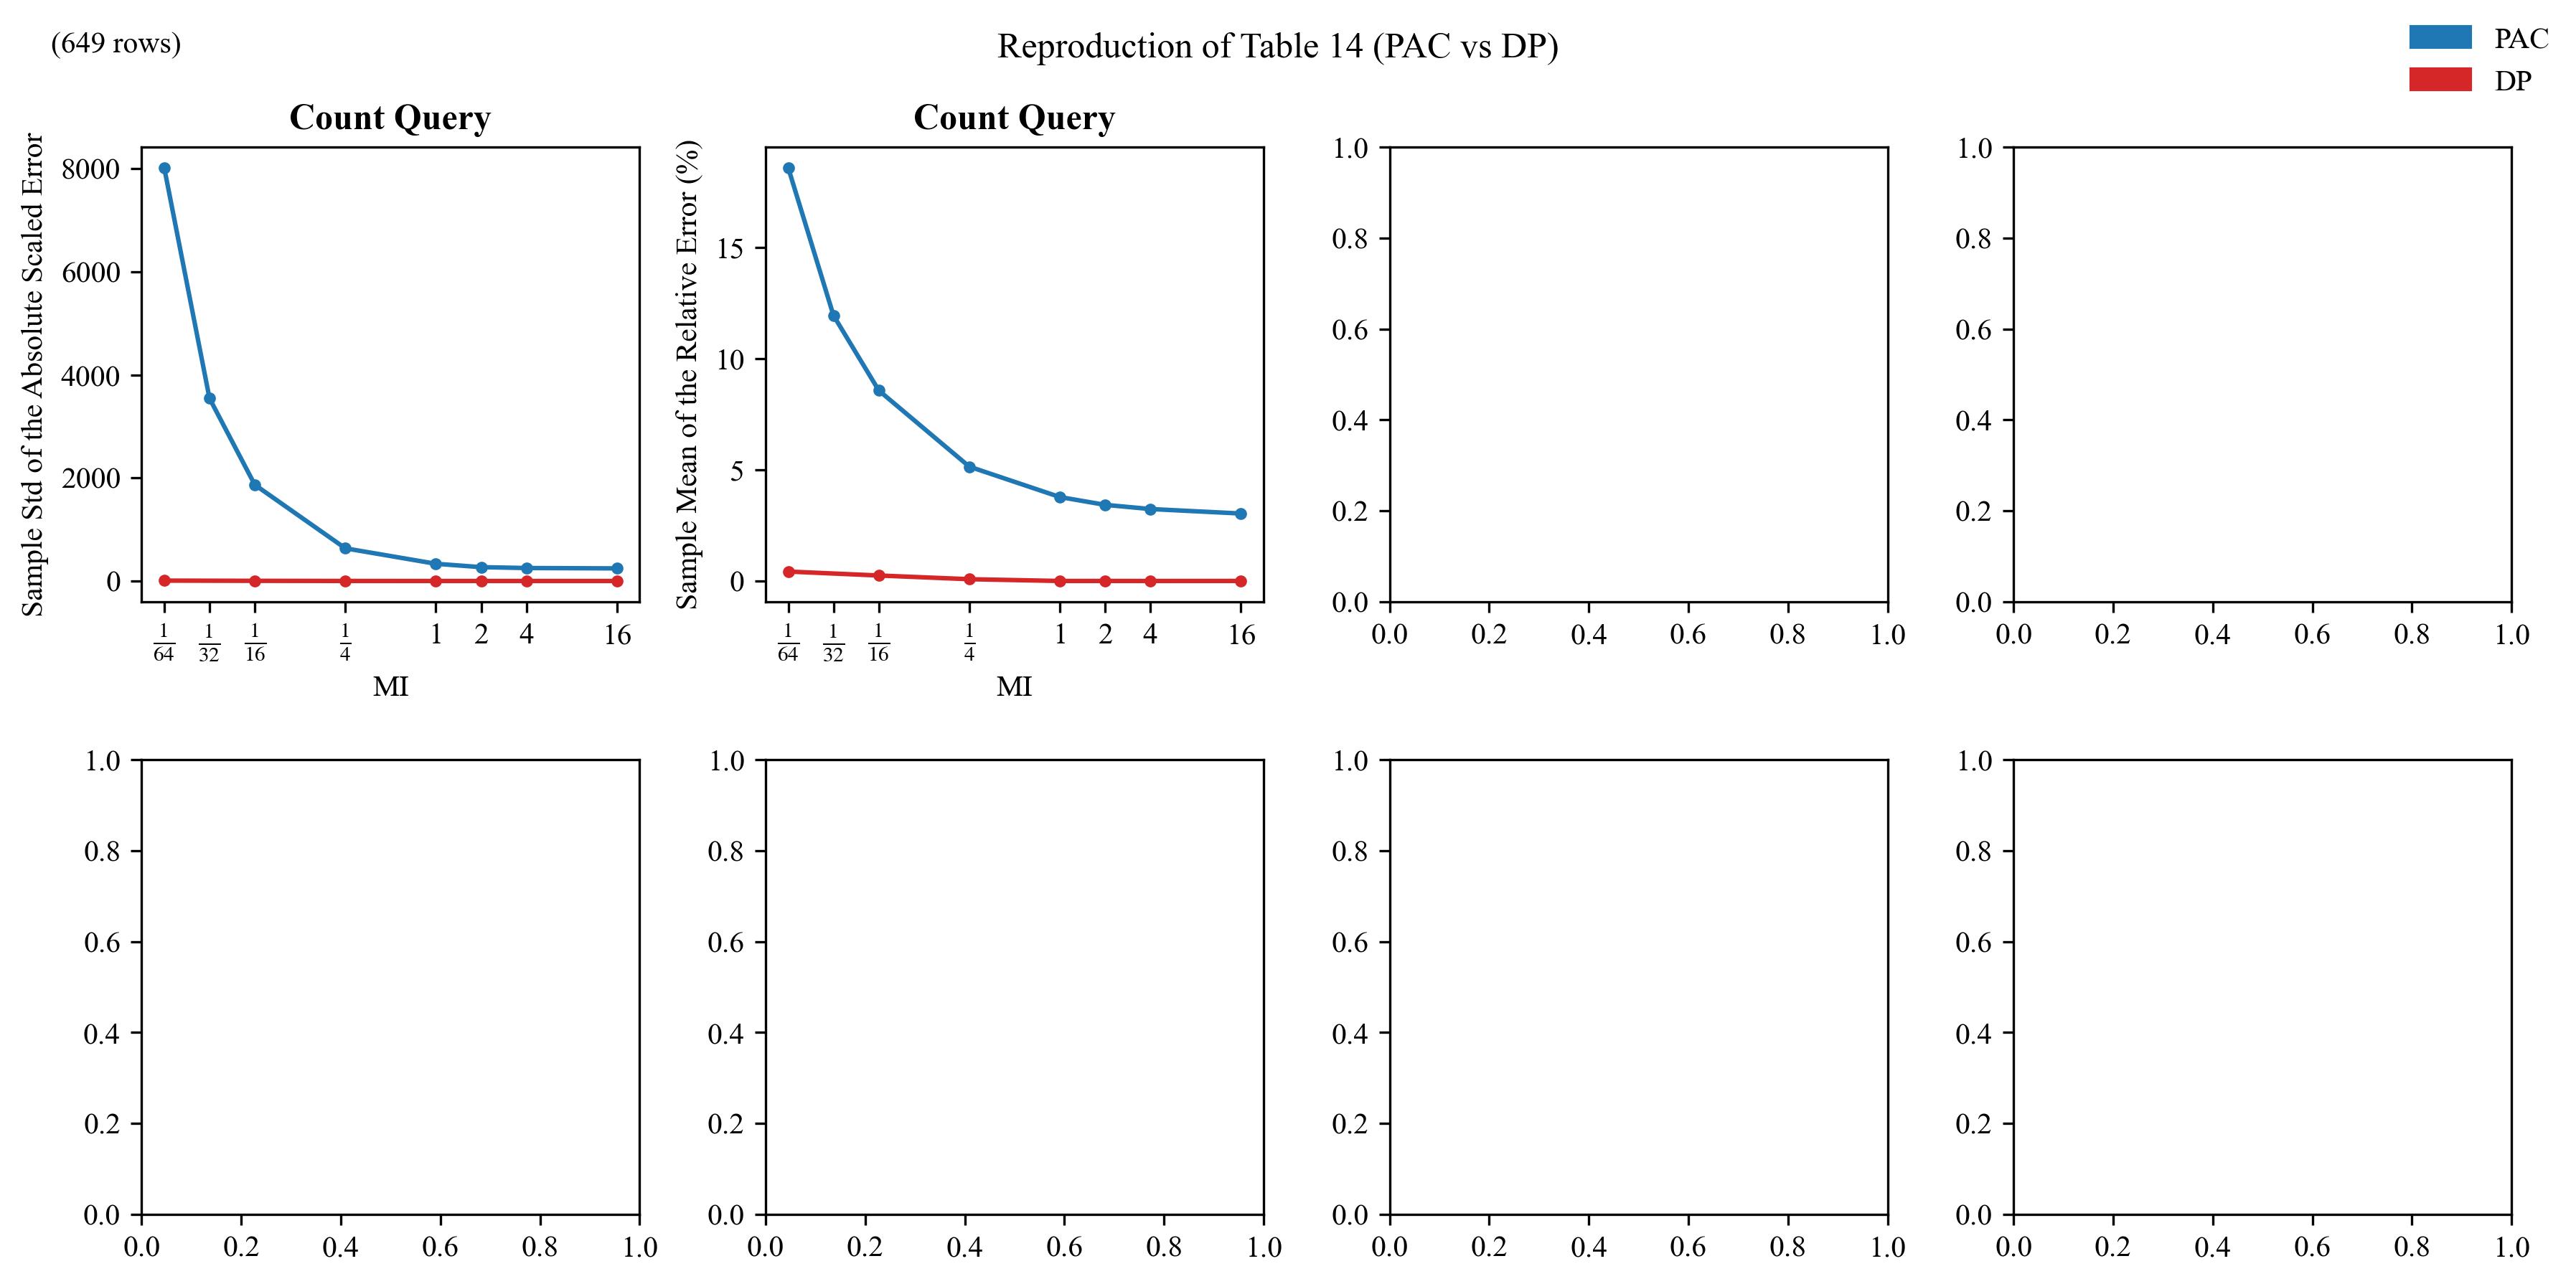 (649 rows)
Reproduction of Table 14 (PAC vs DP)
PAC
DP
Count Query
Sample Std of the Absolute Scaled Error
8000
6000
4000
2000
0
1/64 1/32 1/16 1/4 1 2 4 16
MI
Count Query
Sample Mean of the Relative Error (%)
15
10
5
0
1/64 1/32 1/16 1/4 1 2 4 16
MI
1.0
0.8
0.6
0.4
0.2
0.0
0.0 0.2 0.4 0.6 0.8 1.0
1.0
0.8
0.6
0.4
0.2
0.0
0.0 0.2 0.4 0.6 0.8 1.0
1.0
0.8
0.6
0.4
0.2
0.0
0.0 0.2 0.4 0.6 0.8 1.0
1.0
0.8
0.6
0.4
0.2
0.0
0.0 0.2 0.4 0.6 0.8 1.0
1.0
0.8
0.6
0.4
0.2
0.0
0.0 0.2 0.4 0.6 0.8 1.0
1.0
0.8
0.6
0.4
0.2
0.0
0.0 0.2 0.4 0.6 0.8 1.0